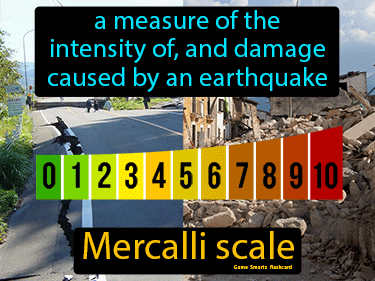 a measure of the
intensity of, and damage
caused by an earthquake
0 1 2 3 4 5 6 7 8 9 10
Mercalli scale
Game Smartz flashcard